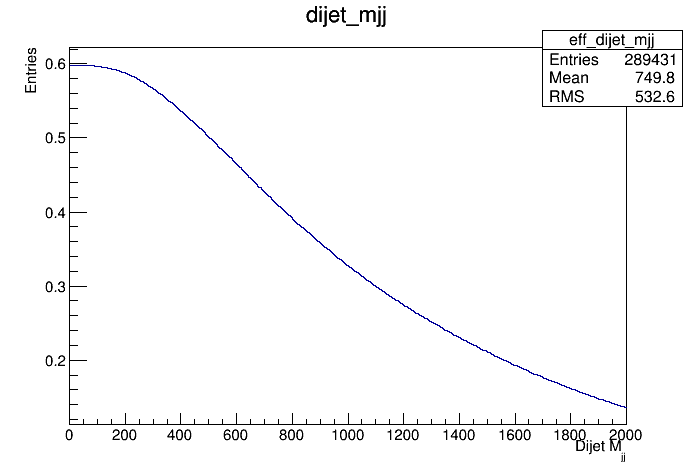 dijet_mjj
eff_dijet_mjj
Entries 289431
Mean 749.8
RMS 532.6
Entries
0.6
0.5
0.4
0.3
0.2
0 200 400 600 800 1000 1200 1400 1600 1800 2000
Dijet Mjj